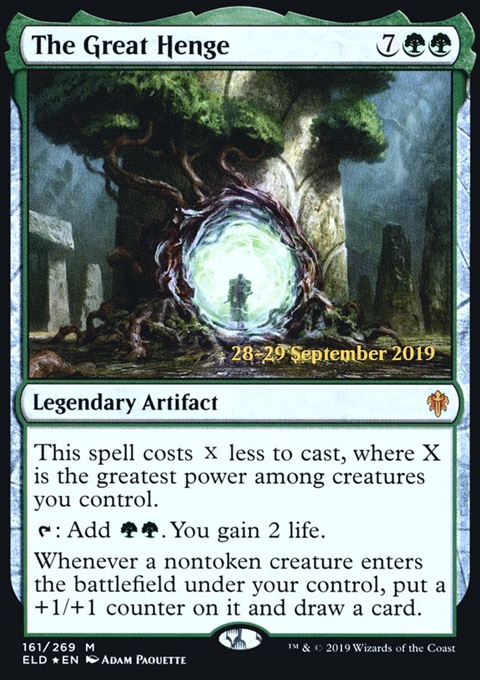 The Great Henge 7
28-29 September 2019
Legendary Artifact
This spell costs X less to cast, where X
is the greatest power among creatures
you control.
: Add . You gain 2 life.
Whenever a nontoken creature enters
the battlefield under your control, put a
+1/+1 counter on it and draw a card.
161/269 M
ELD ★ EN Adam Paquette
™ & © 2019 Wizards of the Coast